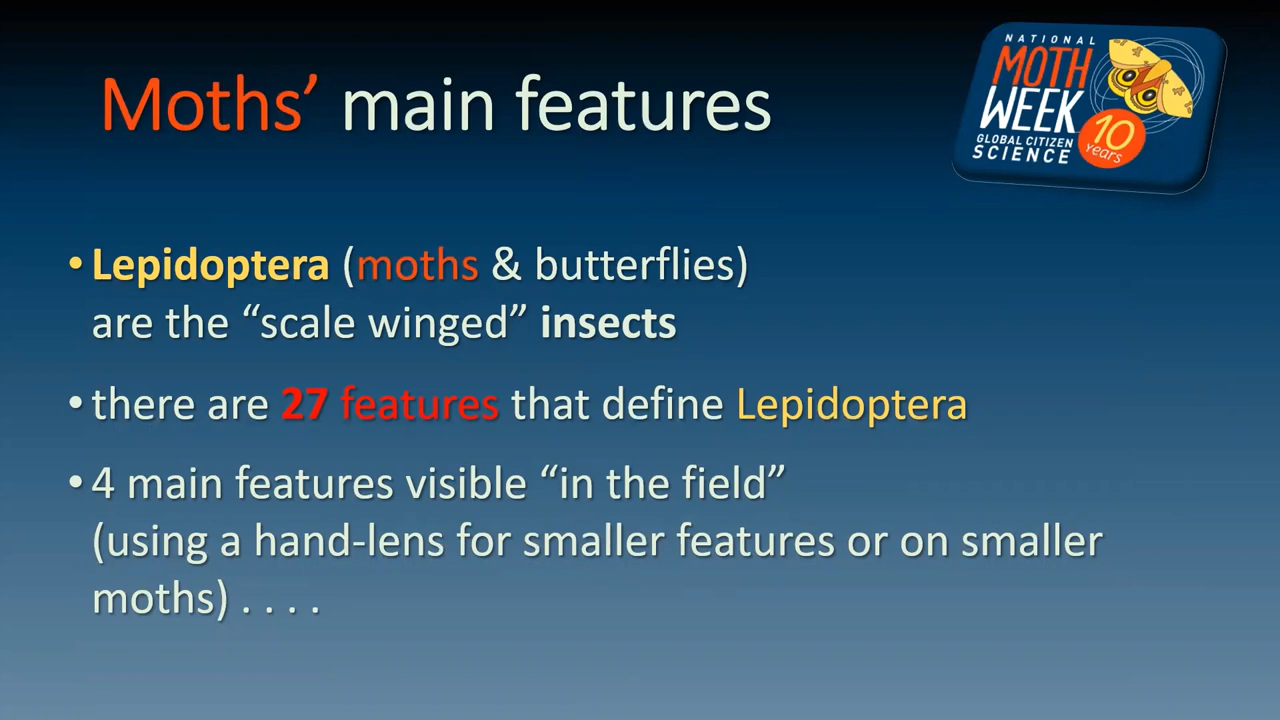 Moths’ main features
NATIONAL
MOTH
WEEK
GLOBAL CITIZEN
SCIENCE
10
years
• Lepidoptera (moths & butterflies)
are the “scale winged” insects
• there are 27 features that define Lepidoptera
• 4 main features visible “in the field”
(using a hand-lens for smaller features or on smaller
moths) . . . .